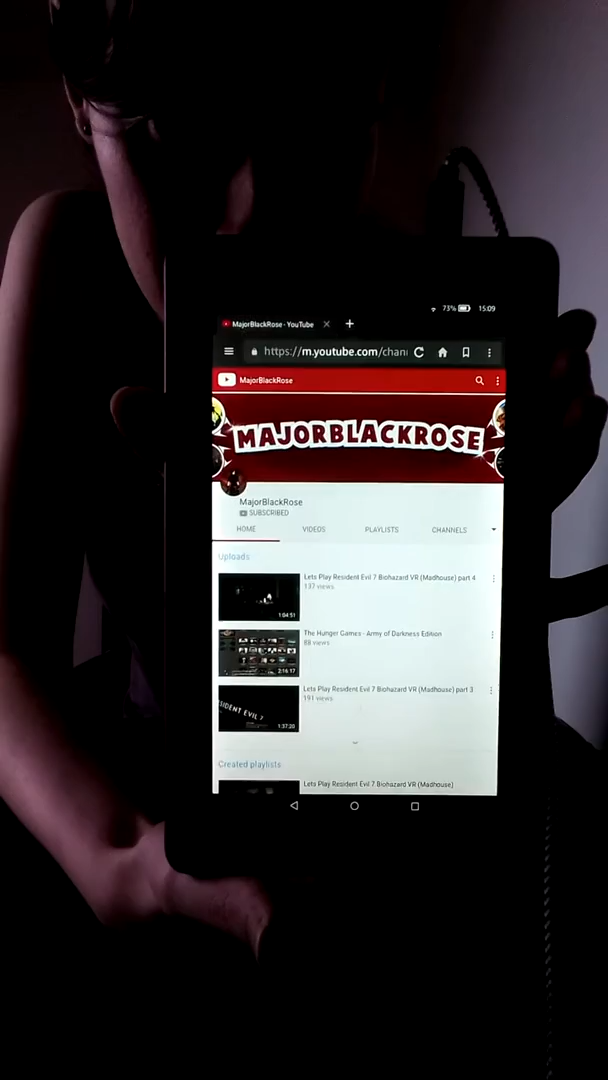 73% 15:09
MajorBlackRose - YouTube
https://m.youtube.com/chan
MajorBlackRose
MAJORBLACKROSE
MajorBlackRose
SUBSCRIBED
HOME VIDEOS PLAYLISTS CHANNELS
Uploads
Lets Play Resident Evil 7 Biohazard VR (Madhouse) part 4
137 views
1:04:51
The Hunger Games - Army of Darkness Edition
88 views
2:16:17
Lets Play Resident Evil 7 Biohazard VR (Madhouse) part 3
191 views
SIDENT EVIL 7
1:37:20
Created playlists
Lets Play Resident Evil 7 Biohazard VR (Madhouse)